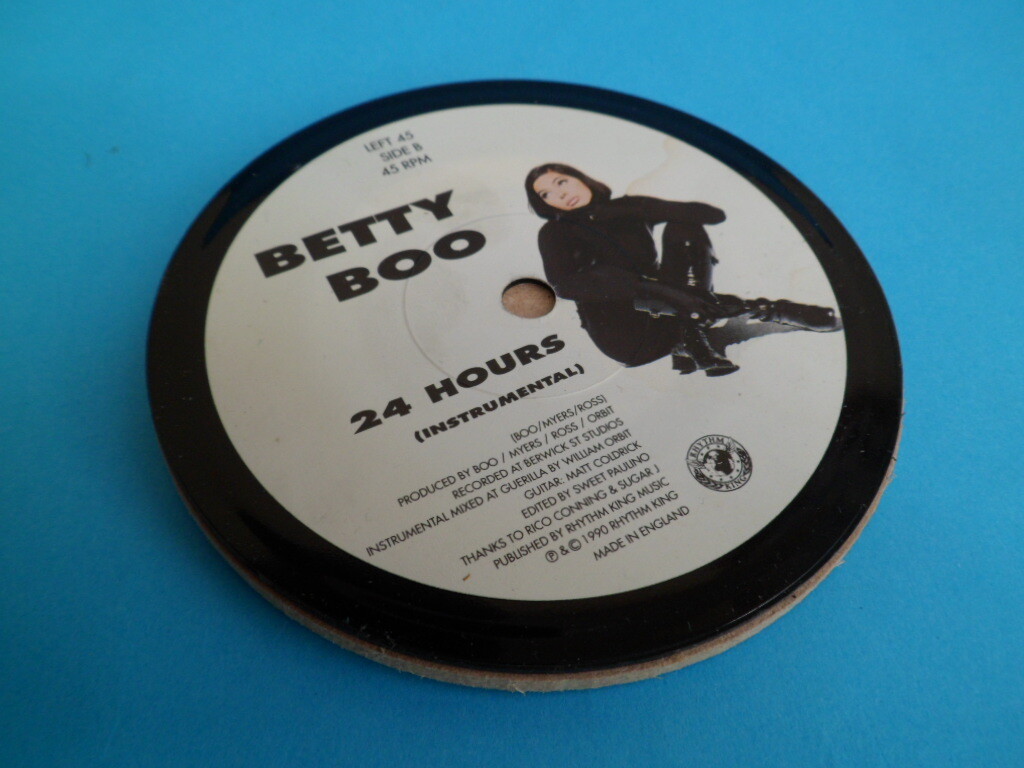 LEFT 45
SIDE B
45 RPM
BETTY
BOO
24 HOURS
(INSTRUMENTAL)
(BOO/MYERS/ROSS)
PRODUCED BY BOO / MYERS / ROSS / ORBIT
RECORDED AT BERWICK ST STUDIOS
INSTRUMENTAL MIXED AT GUERILLA BY WILLIAM ORBIT
GUITAR: MATT COLDRICK
EDITED BY SWEET PAULINO
THANKS TO RICO CONNING & SUGAR J
PUBLISHED BY RHYTHM KING MUSIC
℗ & © 1990 RHYTHM KING
MADE IN ENGLAND
RHYTHM
KING